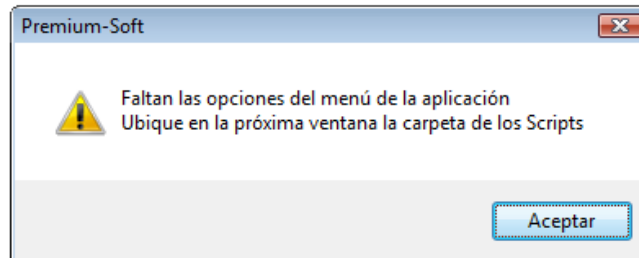 Premium-Soft
Faltan las opciones del menú de la aplicación
Ubique en la próxima ventana la carpeta de los Scripts
Aceptar